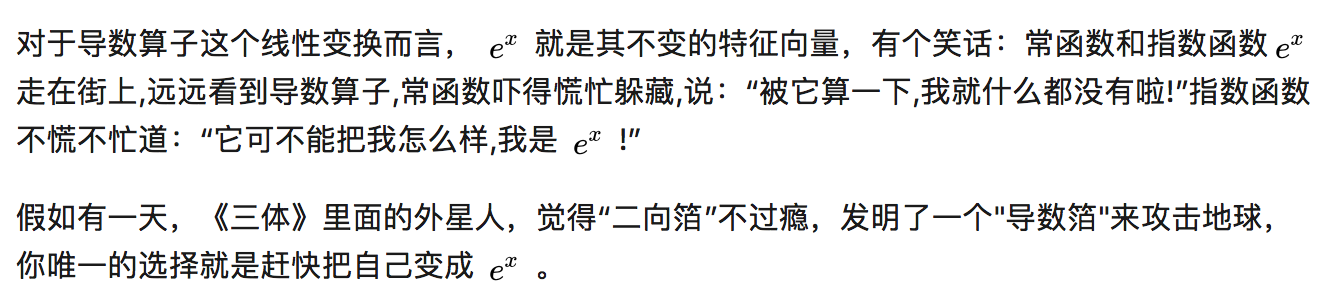 对于导数算子这个线性变换而言， eˣ 就是其不变的特征向量，有个笑话：常函数和指数函数 eˣ
走在街上,远远看到导数算子,常函数吓得慌忙躲藏,说：“被它算一下,我就什么都没有啦!”指数函数
不慌不忙道：“它可不能把我怎么样,我是 eˣ !”
假如有一天，《三体》里面的外星人，觉得“二向箔”不过瘾，发明了一个"导数箔"来攻击地球，
你唯一的选择就是赶快把自己变成 eˣ 。